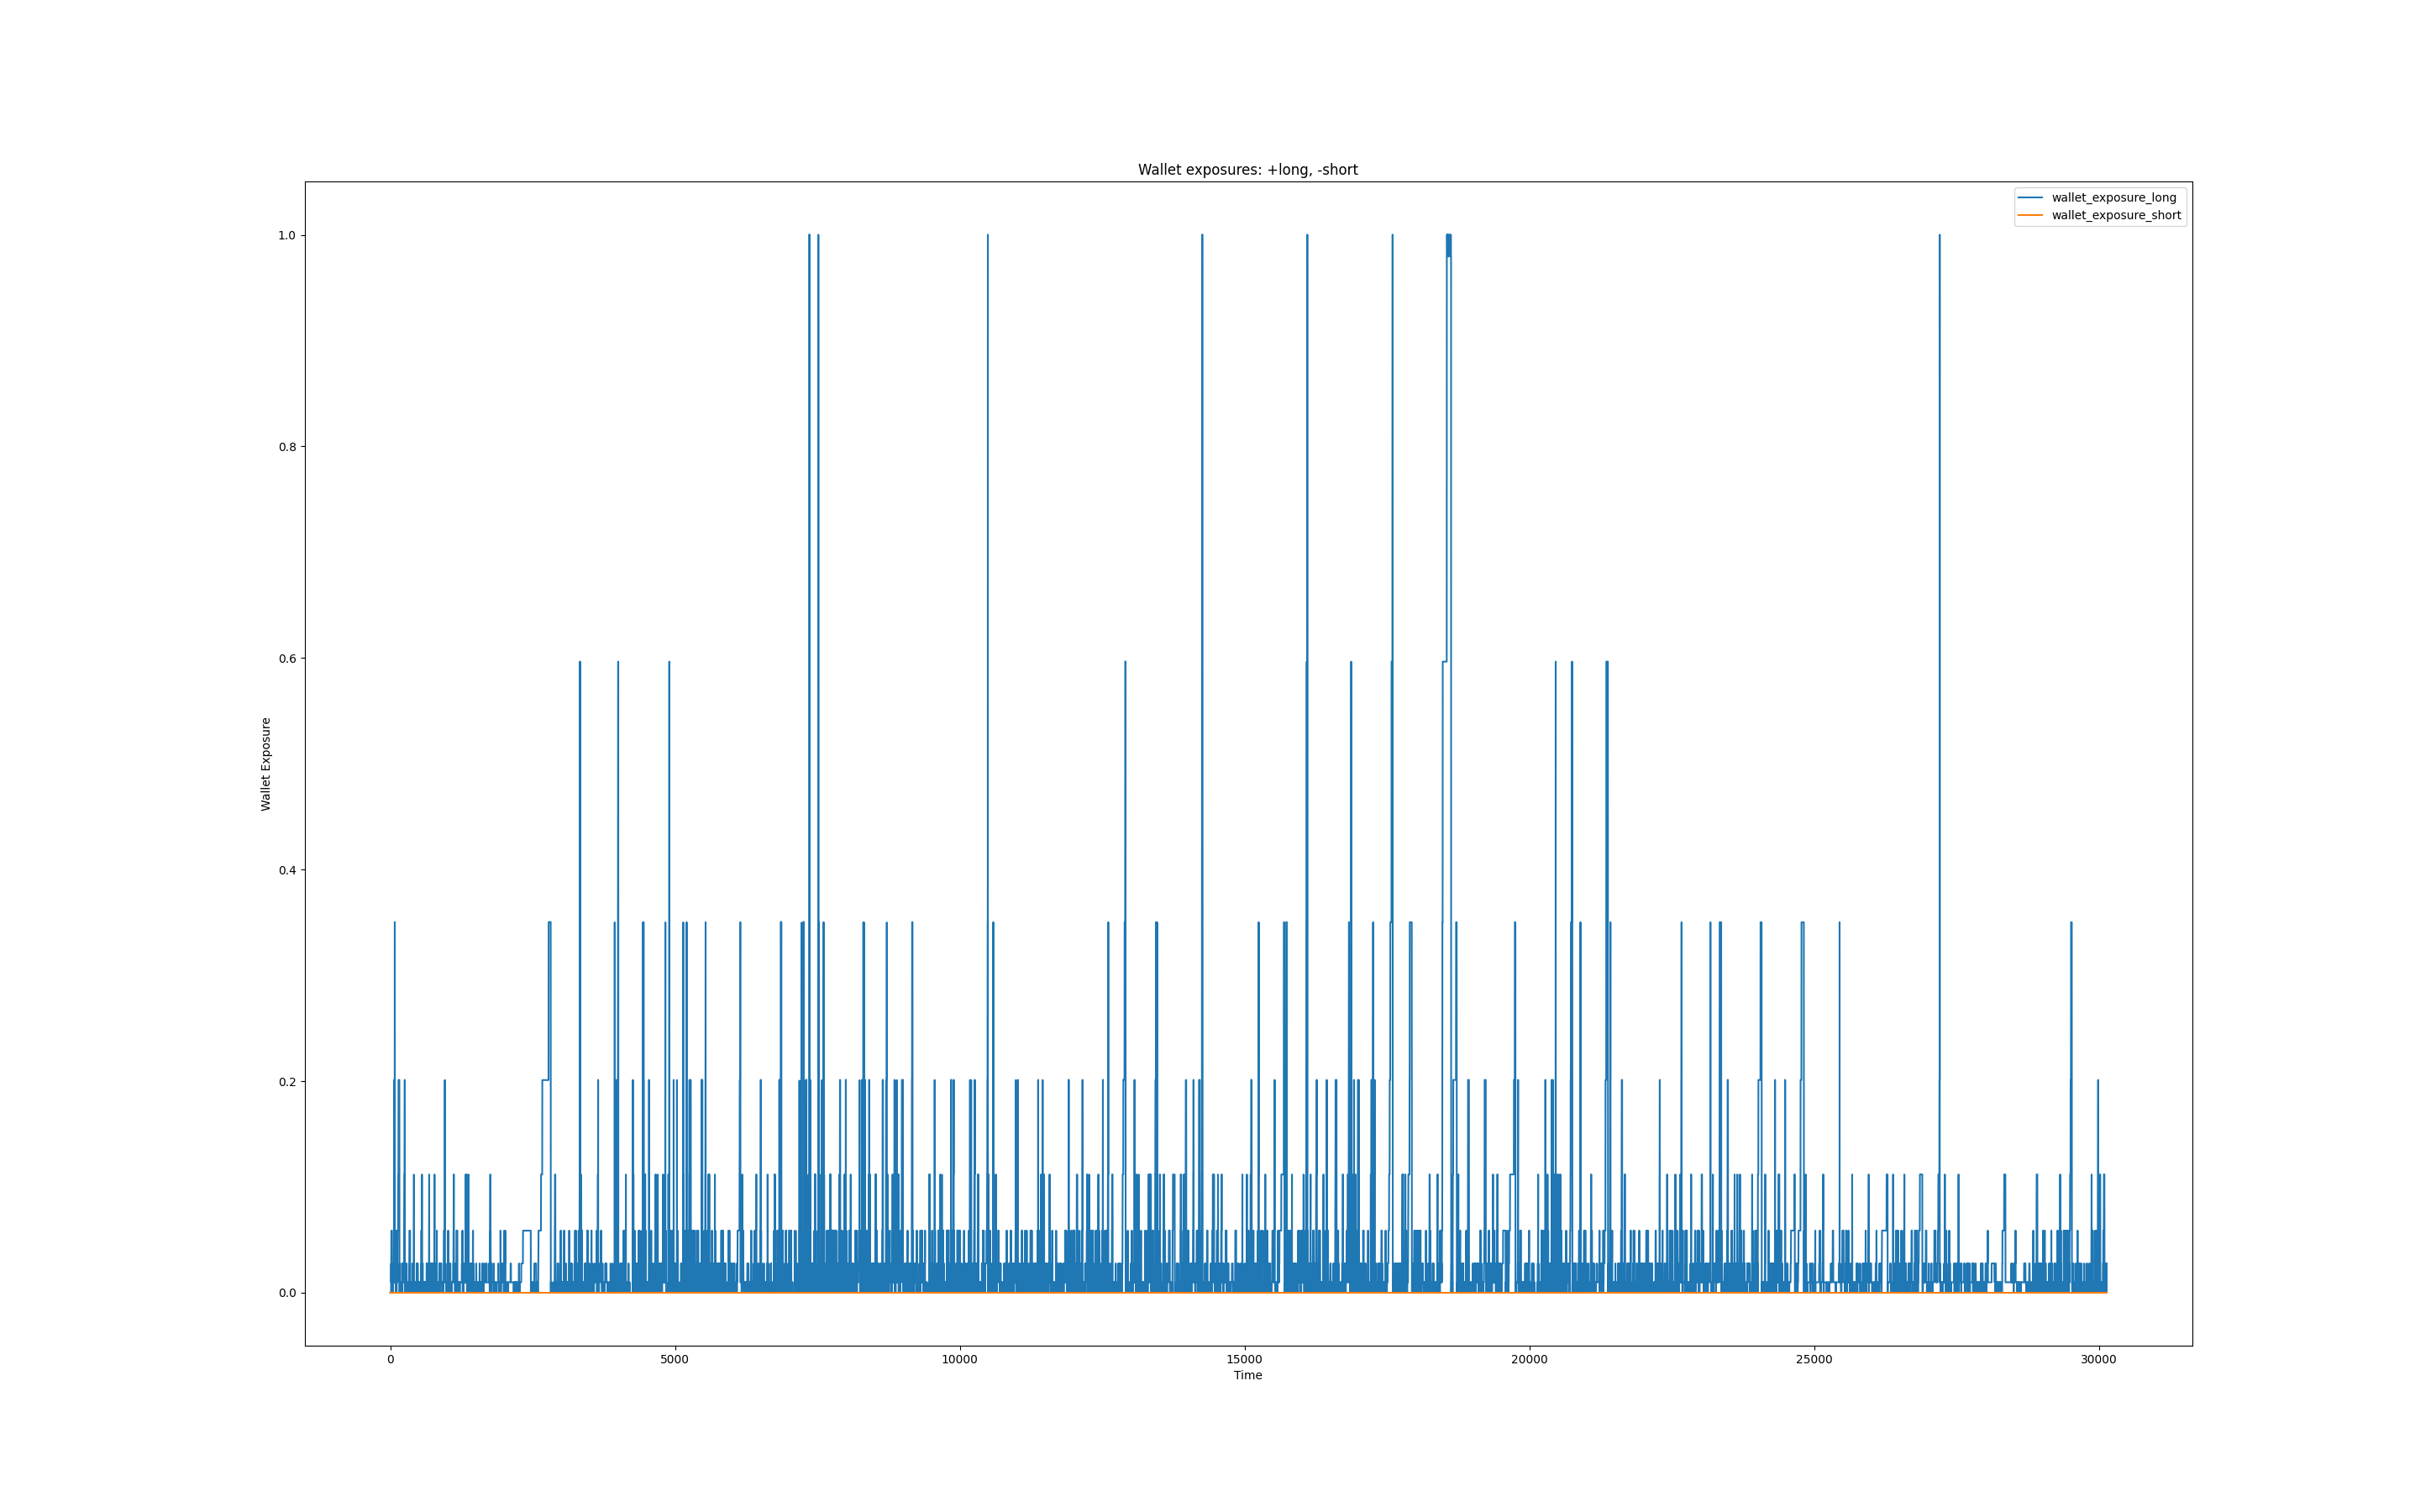 Wallet exposures: +long, -short
wallet_exposure_long
wallet_exposure_short
1.0
0.8
0.6
0.4
0.2
0.0
Wallet Exposure
0 5000 10000 15000 20000 25000 30000
Time